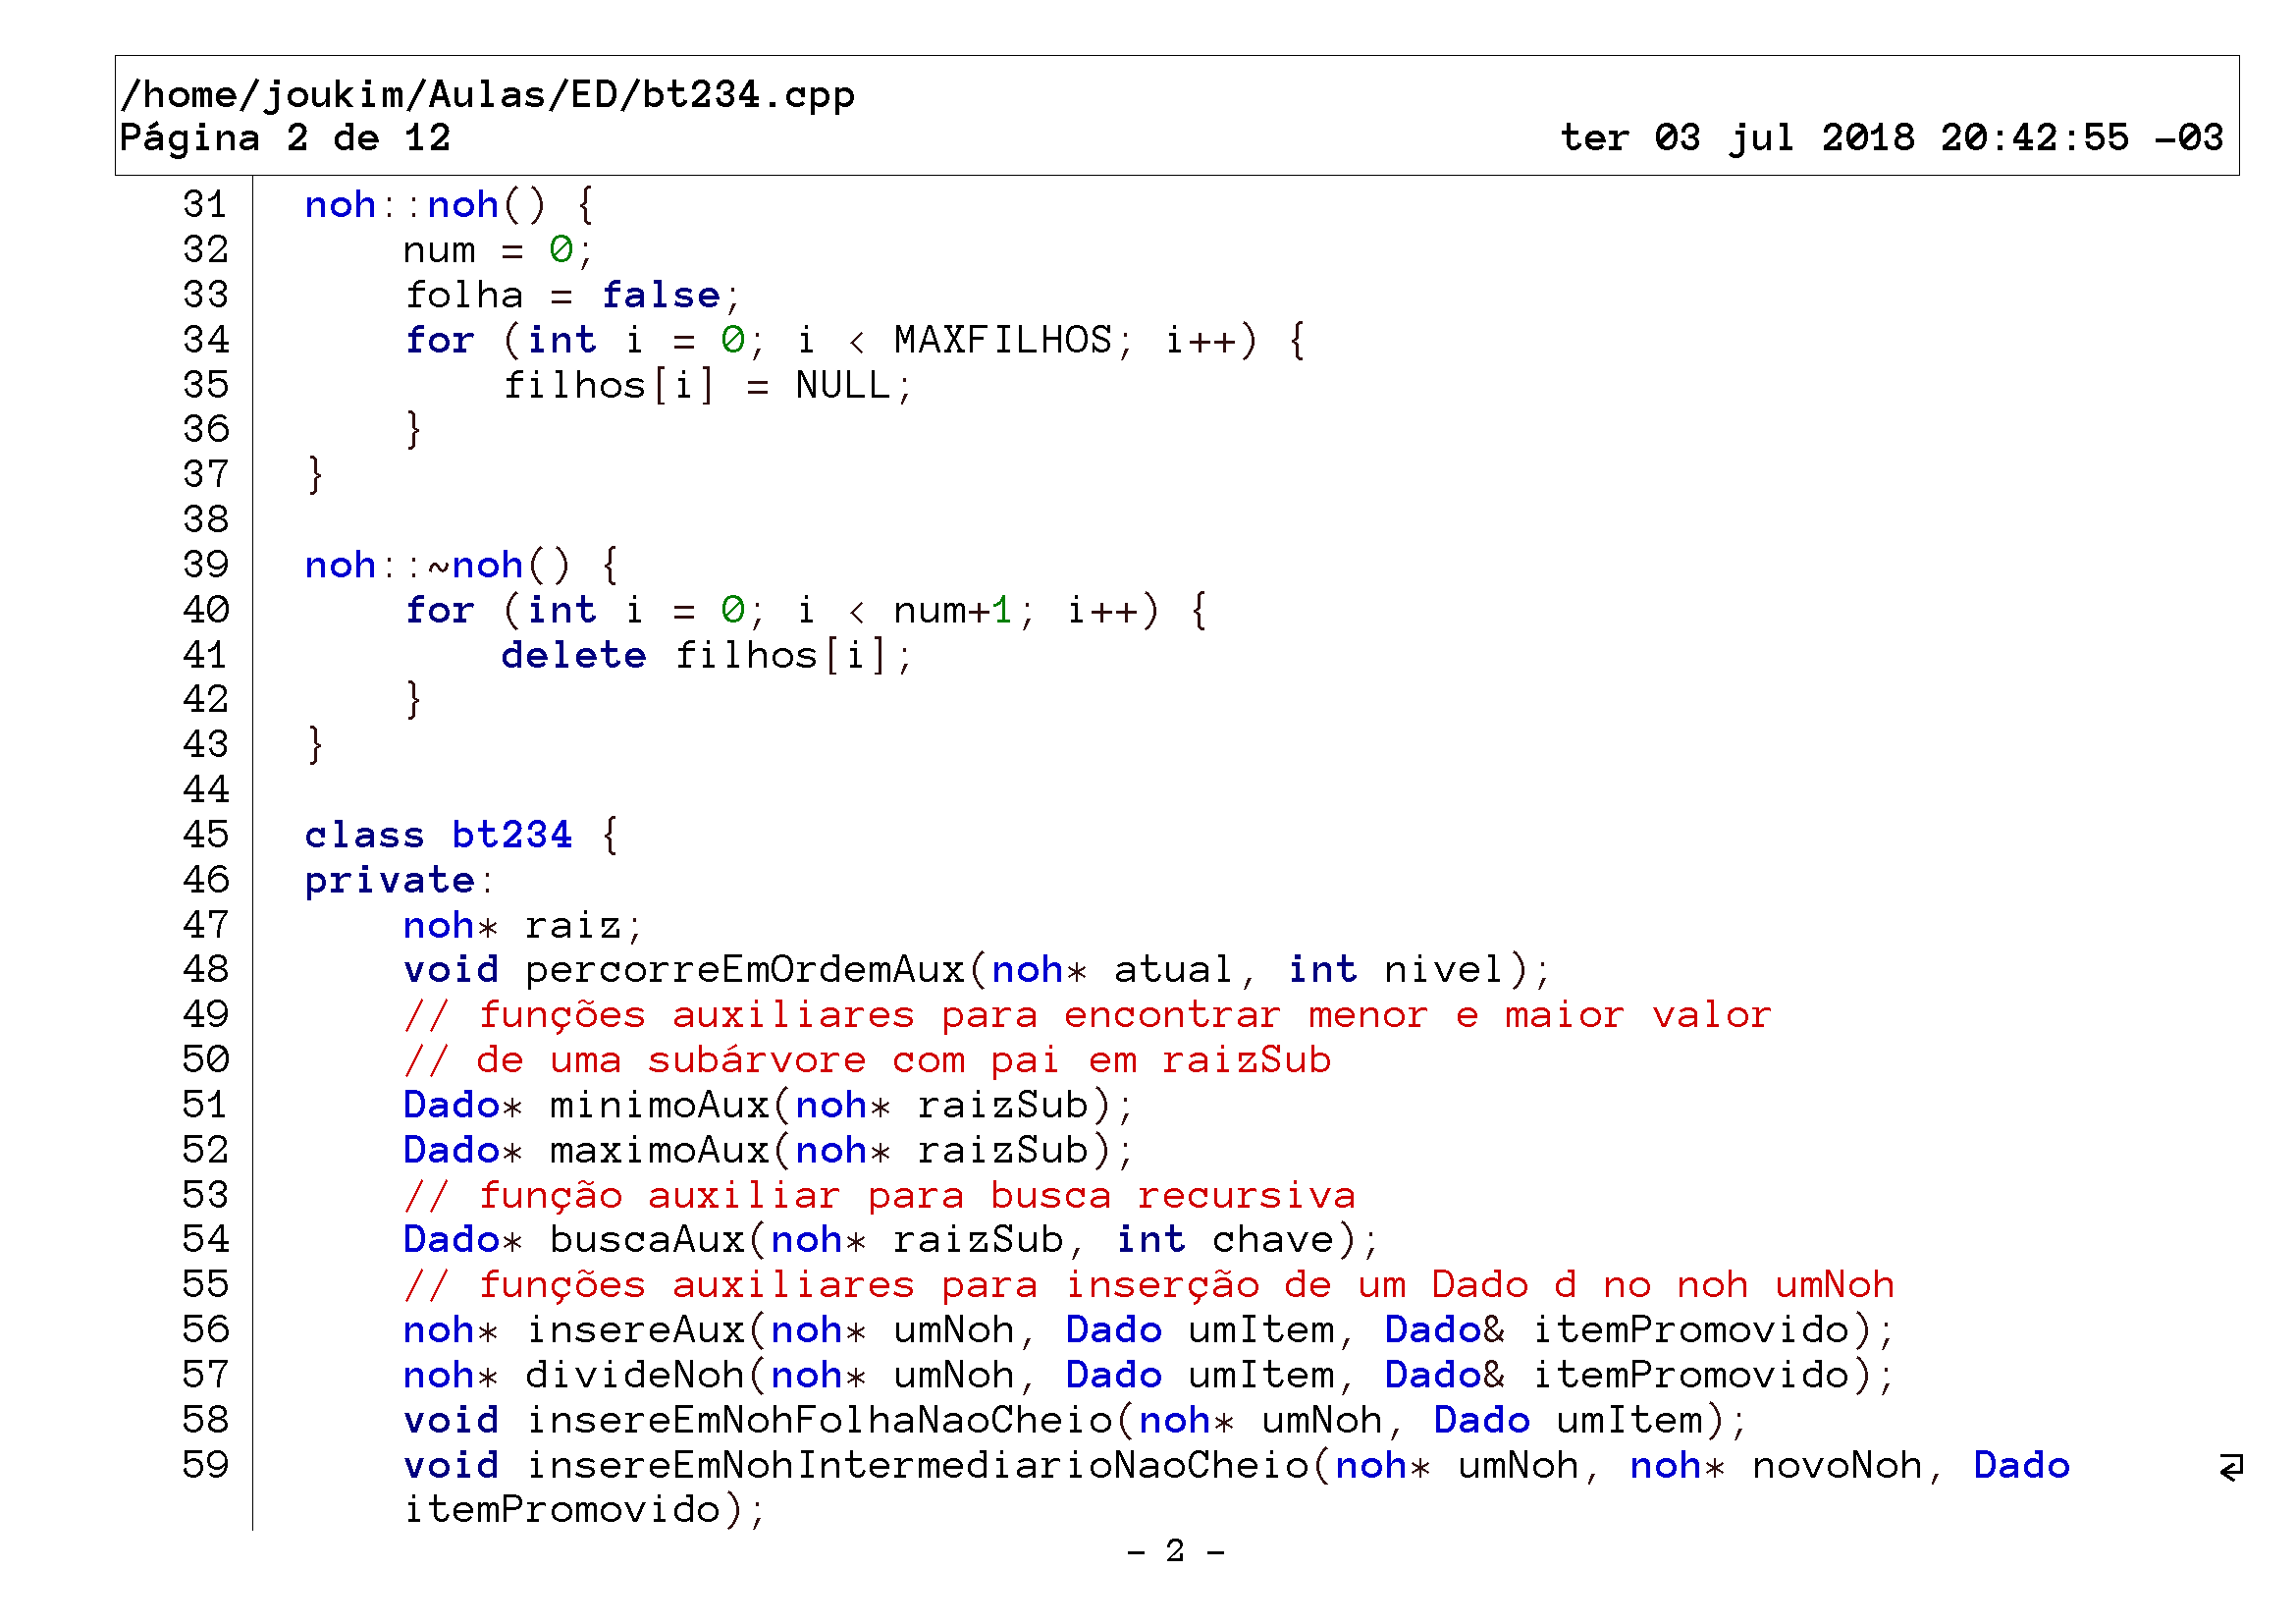 /home/joukim/Aulas/ED/bt234.cpp
Página 2 de 12 ter 03 jul 2018 20:42:55 -03
31 noh::noh() {
32     num = 0;
33     folha = false;
34     for (int i = 0; i < MAXFILHOS; i++) {
35         filhos[i] = NULL;
36     }
37 }
38
39 noh::~noh() {
40     for (int i = 0; i < num+1; i++) {
41         delete filhos[i];
42     }
43 }
44
45 class bt234 {
46 private:
47     noh* raiz;
48     void percorreEmOrdemAux(noh* atual, int nivel);
49     // funções auxiliares para encontrar menor e maior valor
50     // de uma subárvore com pai em raizSub
51     Dado* minimoAux(noh* raizSub);
52     Dado* maximoAux(noh* raizSub);
53     // função auxiliar para busca recursiva
54     Dado* buscaAux(noh* raizSub, int chave);
55     // funções auxiliares para inserção de um Dado d no noh umNoh
56     noh* insereAux(noh* umNoh, Dado umItem, Dado& itemPromovido);
57     noh* divideNoh(noh* umNoh, Dado umItem, Dado& itemPromovido);
58     void insereEmNohFolhaNaoCheio(noh* umNoh, Dado umItem);
59     void insereEmNohIntermediarioNaoCheio(noh* umNoh, noh* novoNoh, Dado
    itemPromovido);
- 2 -